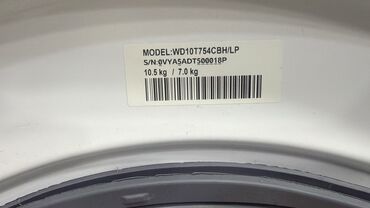 MODEL:WD10T754CBH/LP
S/N:0VYA5ADT500018P
10.5 kg / 7.0 kg